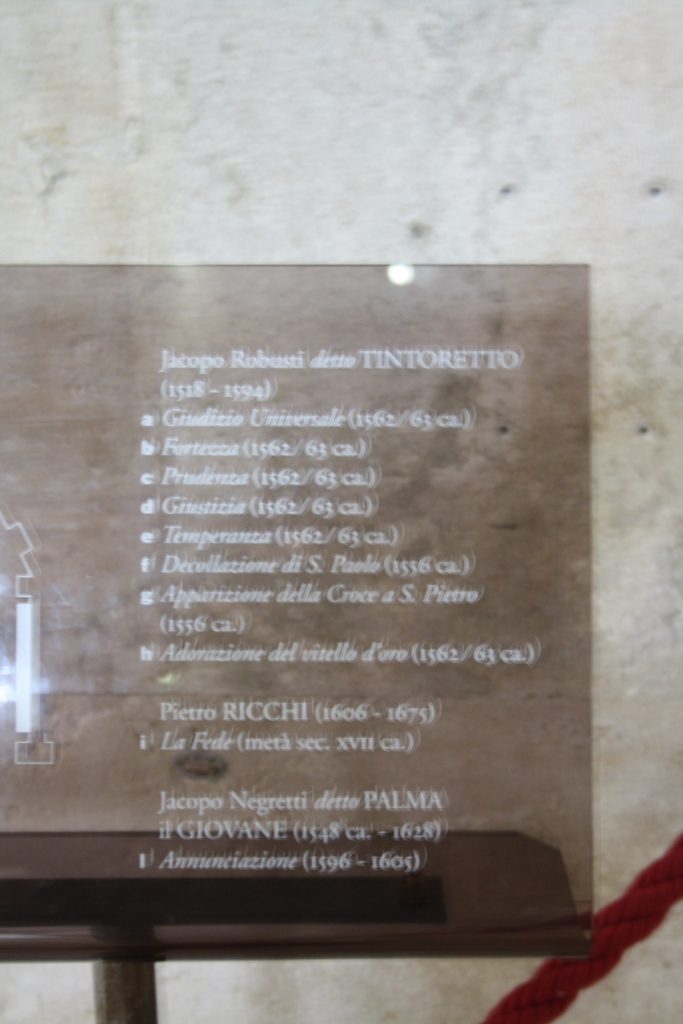 Jacopo Robusti detto TINTORETTO
(1518 - 1594)
a Giudizio Universale (1562/63 ca.)
b Fortezza (1562/63 ca.)
c Prudenza (1562/63 ca.)
d Giustizia (1562/63 ca.)
e Temperanza (1562/63 ca.)
f Decollazione di S. Paolo (1556 ca.)
g Apparizione della Croce a S. Pietro
(1556 ca.)
h Adorazione del vitello d'oro (1562/63 ca.)
Pietro RICCHI (1606 - 1675)
i La Fede (metà sec. XVII ca.)
Jacopo Negretti detto PALMA
il GIOVANE (1548 ca. - 1628)
l Annunciazione (1596 - 1605)